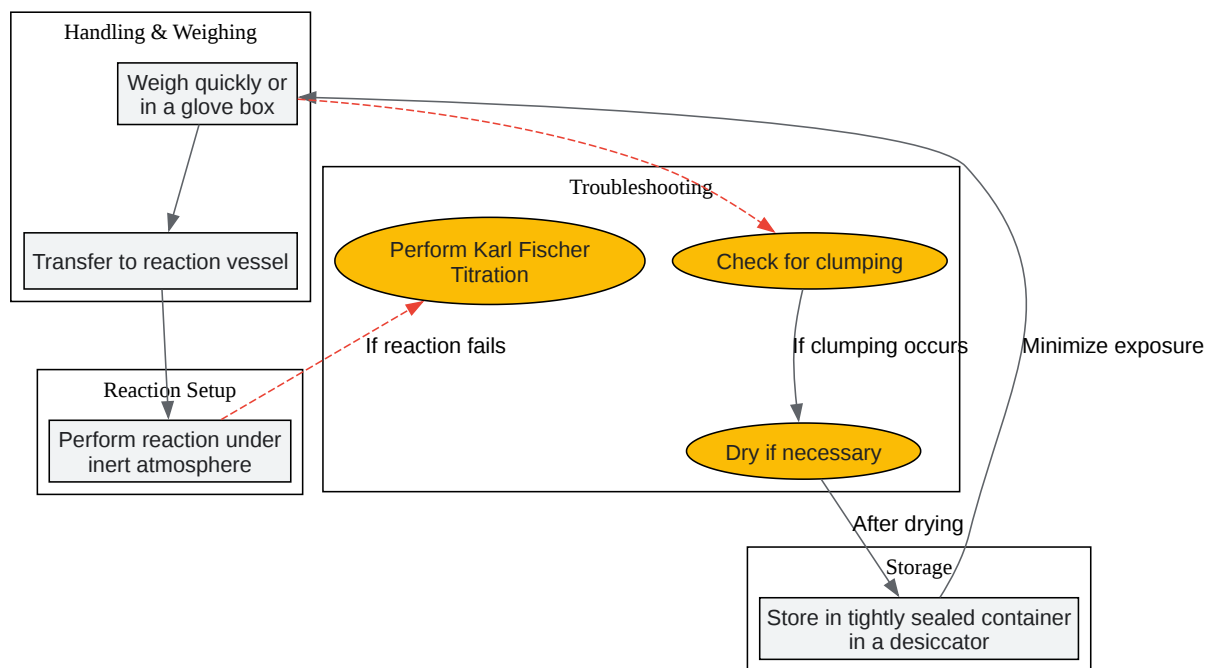 Handling & Weighing
Weigh quickly or
in a glove box
Troubleshooting
Transfer to reaction vessel
Perform Karl Fischer
Titration
Check for clumping
If reaction fails
If clumping occurs
Minimize exposure
Reaction Setup
Perform reaction under
inert atmosphere
Dry if necessary
After drying
Storage
Store in tightly sealed container
in a desiccator